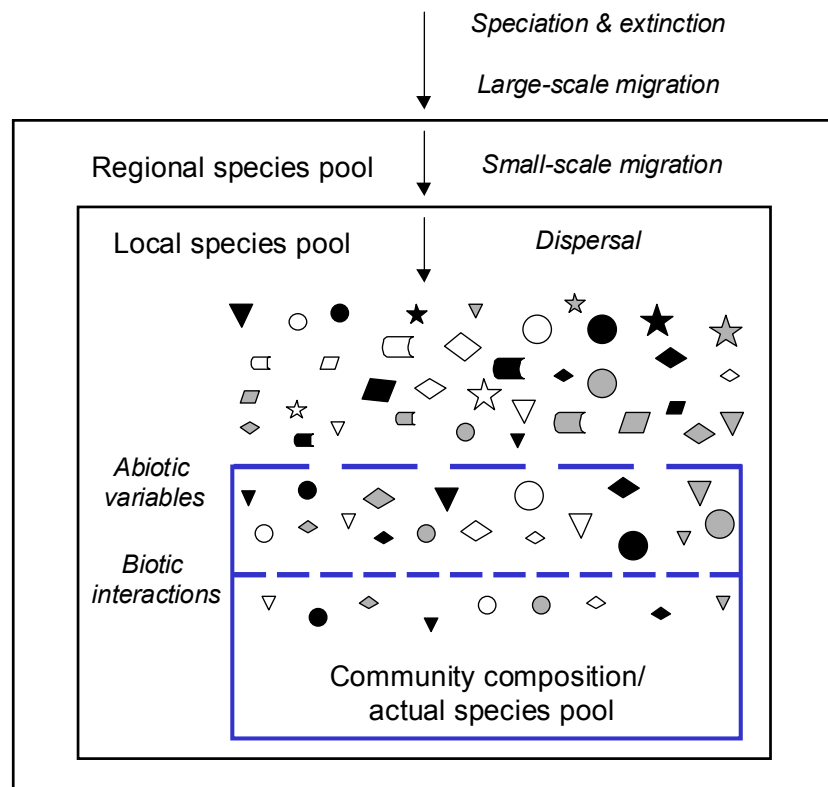 Speciation & extinction
Large-scale migration
Regional species pool
Small-scale migration
Local species pool
Dispersal
Abiotic
variables
Biotic
interactions
Community composition/
actual species pool